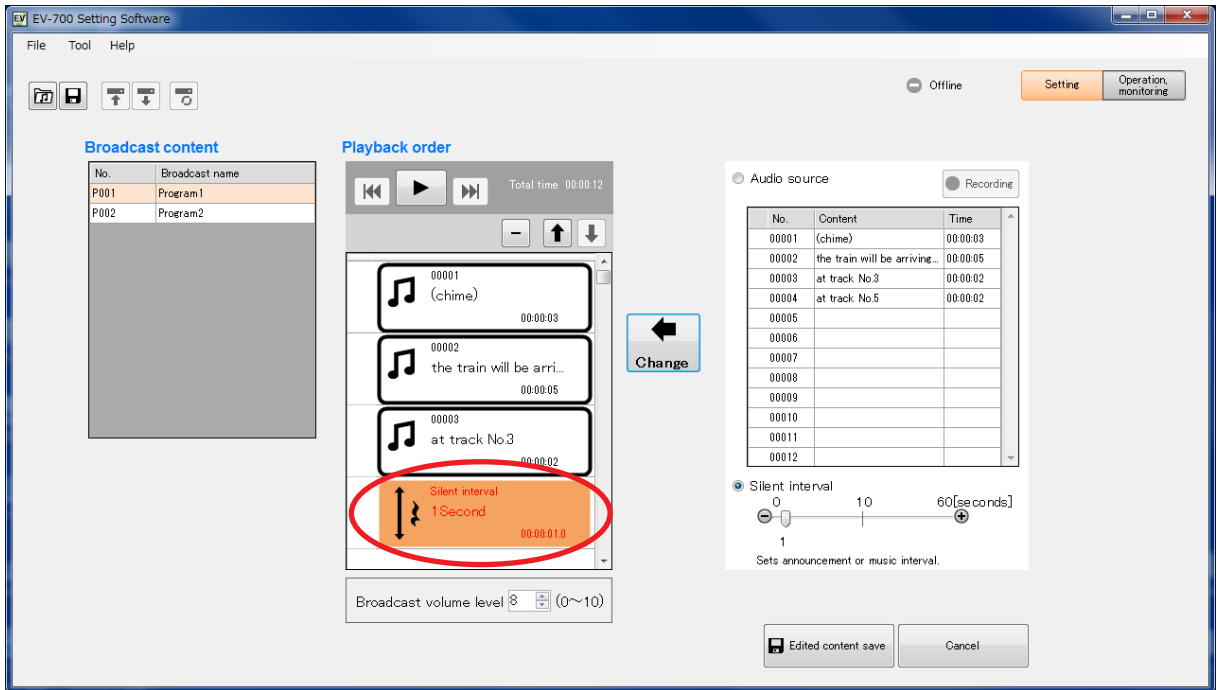 EV EV-700 Setting Software
File Tool Help
Offline
Setting
Operation,
monitoring
Broadcast content
No. Broadcast name
P001 Program1
P002 Program2
Playback order
Total time 00:00:12
00001
(chime)
00:00:03
00002
the train will be arri...
00:00:05
00003
at track No.3
00:00:02
Silent interval
1Second
00:00:01.0
Broadcast volume level 8 (0～10)
Change
Audio source
Recording
No. Content Time
00001 (chime) 00:00:03
00002 the train will be arriving... 00:00:05
00003 at track No.3 00:00:02
00004 at track No.5 00:00:02
00005
00006
00007
00008
00009
00010
00011
00012
Silent interval
0 10 60[seconds]
1
Sets announcement or music interval.
Edited content save
Cancel